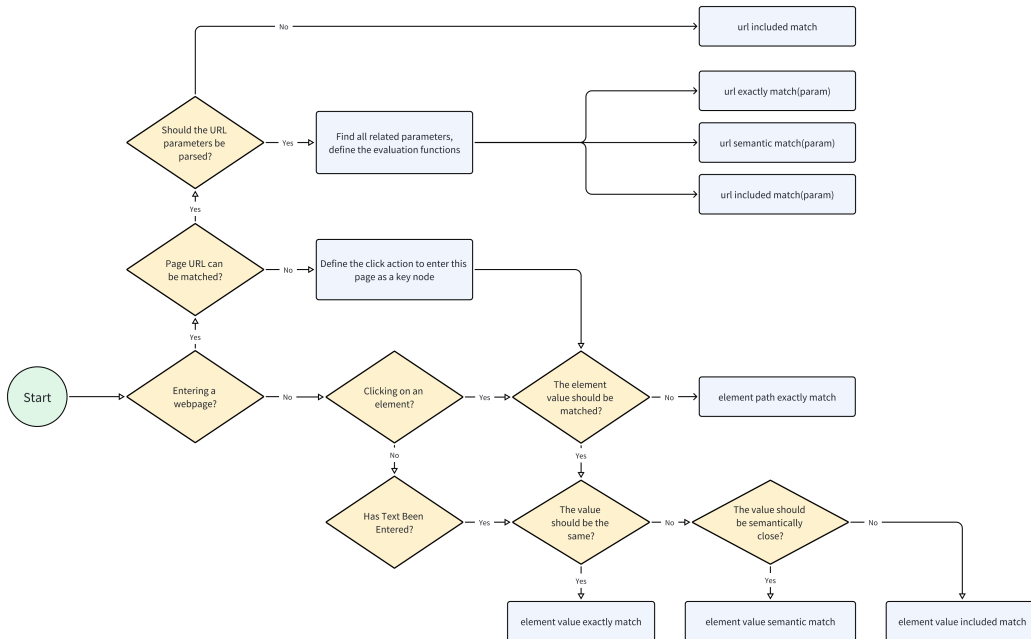 No
url included match
url exactly match(param)
Should the URL
parameters be
parsed?
Yes
Find all related parameters,
define the evaluation functions
url semantic match(param)
url included match(param)
Yes
Page URL can
be matched?
No
Define the click action to enter this
page as a key node
Yes
Start
Entering a
webpage?
No
Clicking on an
element?
Yes
The element
value should be
matched?
No
element path exactly match
No
Yes
Has Text Been
Entered?
Yes
The value
should be the
same?
No
The value should
be semantically
close?
No
Yes
Yes
element value exactly match
element value semantic match
element value included match